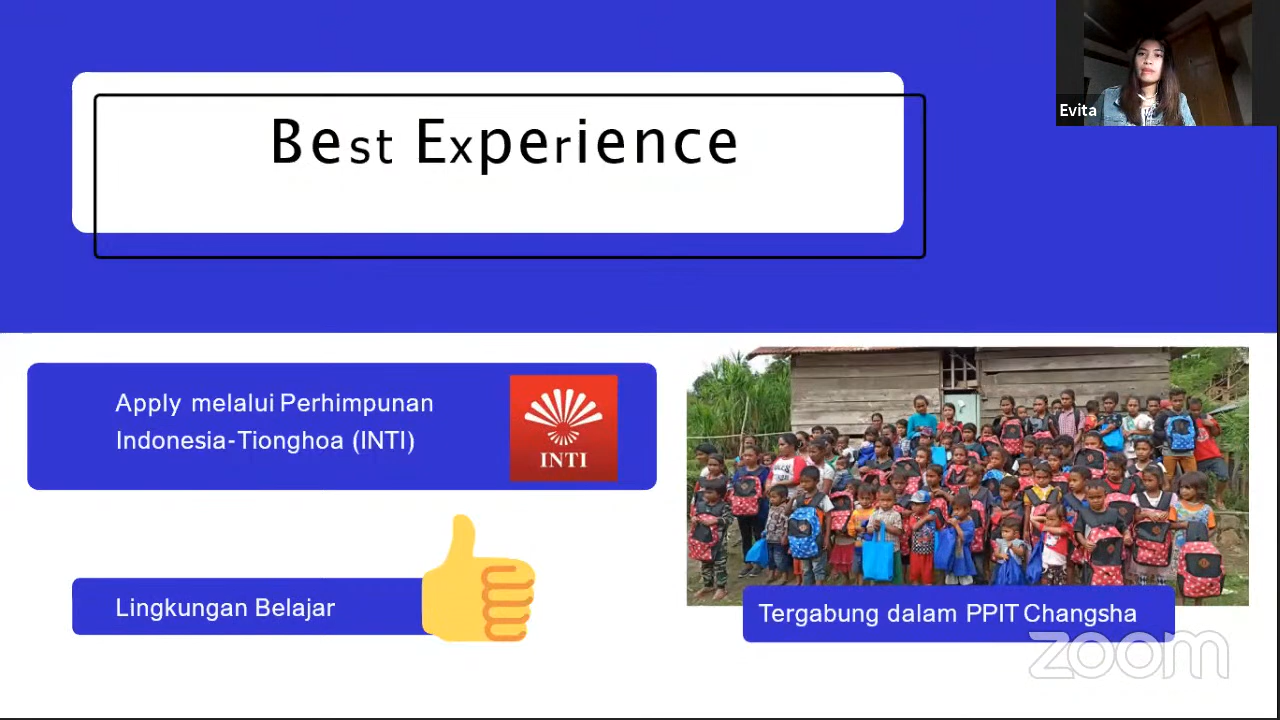 Evita
Best Experience
Apply melalui Perhimpunan
Indonesia-Tionghoa (INTI)
INTI
Lingkungan Belajar
Tergabung dalam PPIT Changsha
zoom